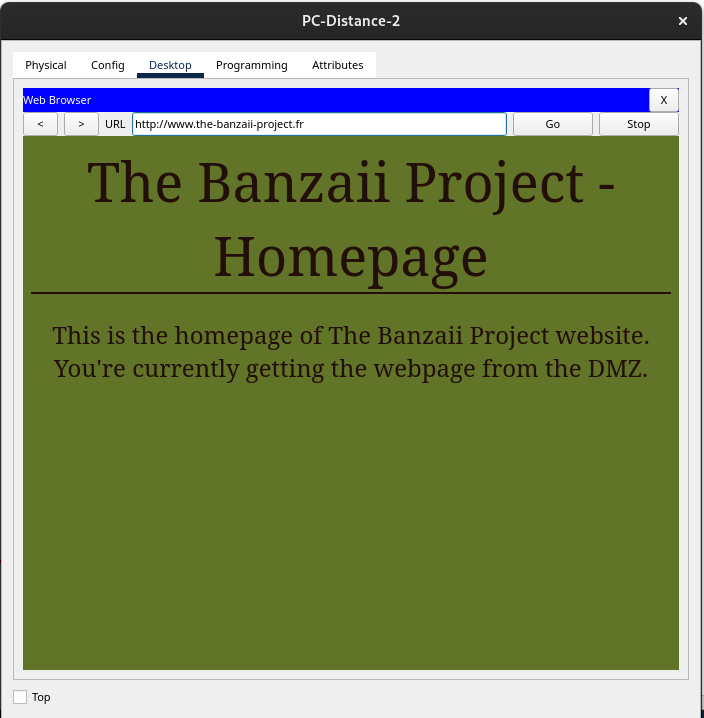 PC-Distance-2
×
Physical Config Desktop Programming Attributes
Web Browser X
< > URL http://www.the-banzaii-project.fr Go Stop
The Banzaii Project -
Homepage
This is the homepage of The Banzaii Project website.
You're currently getting the webpage from the DMZ.
Top